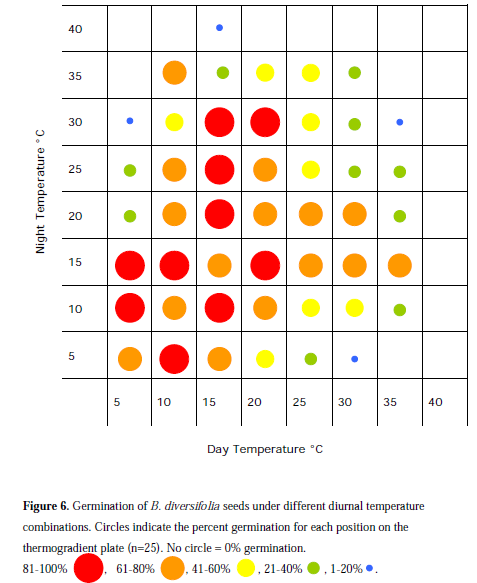 40
35
30
25
20
15
10
5
Night Temperature °C
5 10 15 20 25 30 35 40
Day Temperature °C
Figure 6. Germination of B. diversifolia seeds under different diurnal temperature
combinations. Circles indicate the percent germination for each position on the
thermogradient plate (n=25). No circle = 0% germination.
81-100% , 61-80% , 41-60% , 21-40% , 1-20% .